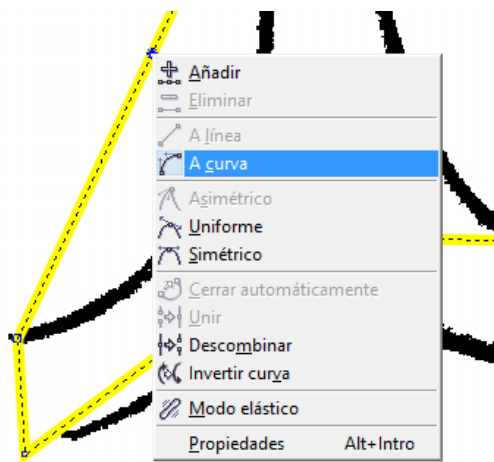 Añadir
Eliminar
A línea
A curva
Asimétrico
Uniforme
Simétrico
Cerrar automáticamente
Unir
Descombinar
Invertir curva
Modo elástico
Propiedades Alt+Intro